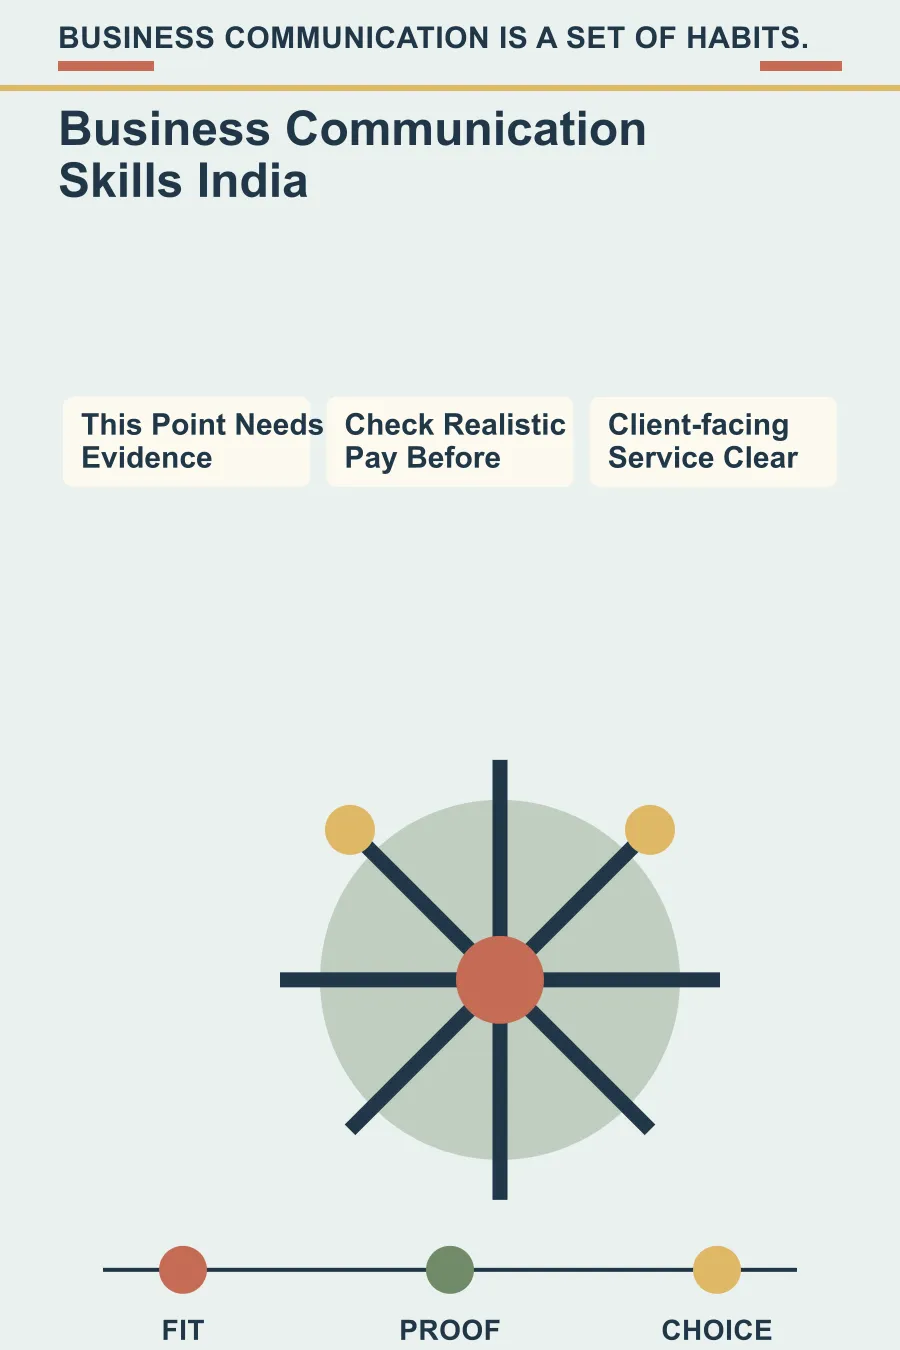 BUSINESS COMMUNICATION IS A SET OF HABITS.
Business Communication
Skills India
This Point Needs
Evidence
Check Realistic
Pay Before
Client-facing
Service Clear
FIT
PROOF
CHOICE